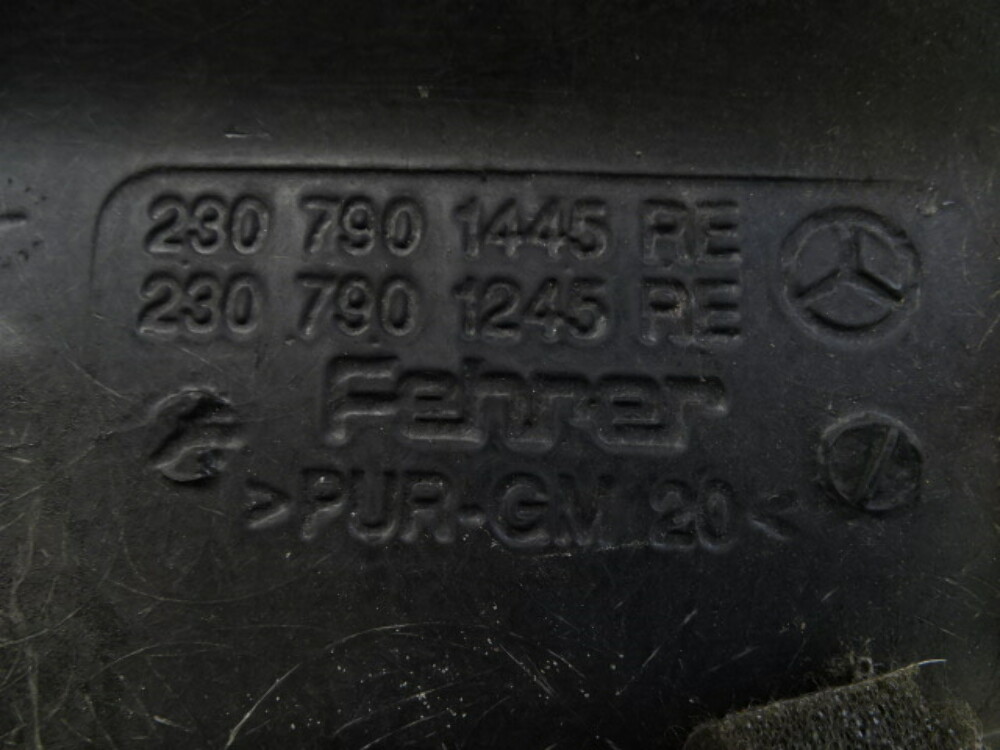 230 790 1445 RE
230 790 1245 RE
Fehrer
>PUR-GM 20<